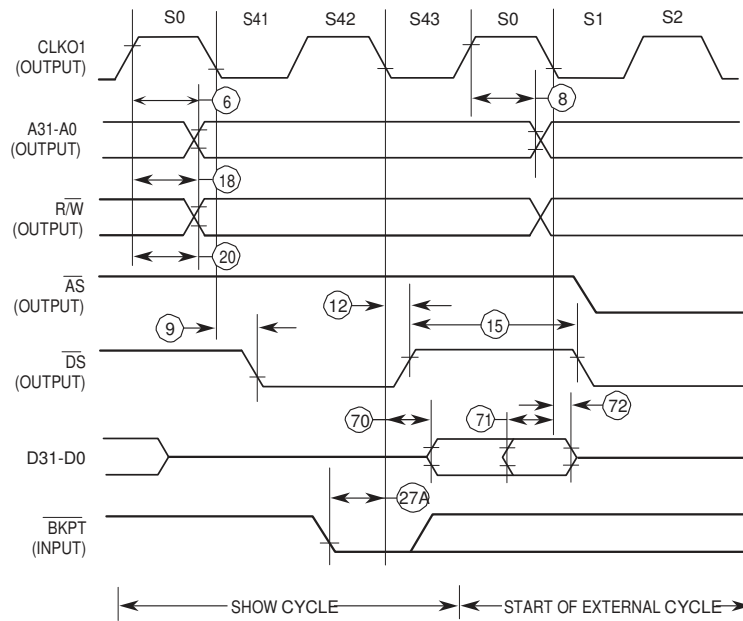 S0 S41 S42 S43 S0 S1 S2
CLKO1
(OUTPUT)
6
8
A31-A0
(OUTPUT)
18
R/W
(OUTPUT)
20
AS
(OUTPUT)
12
15
9
DS
(OUTPUT)
70
71
72
D31-D0
27A
BKPT
(INPUT)
SHOW CYCLE
START OF EXTERNAL CYCLE